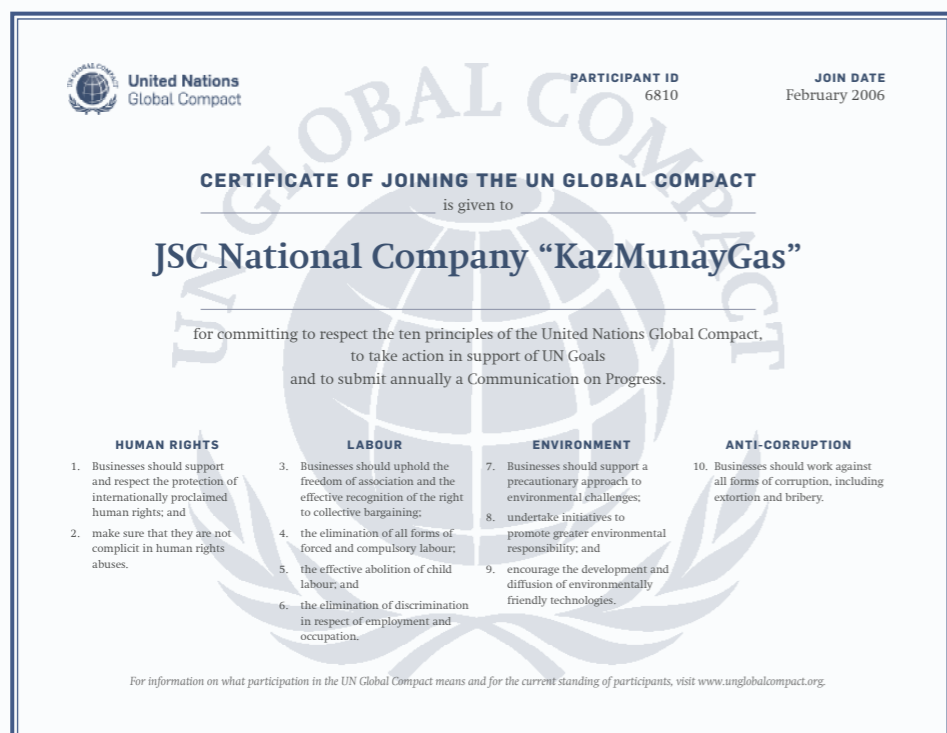 UN GLOBAL COMPACT
United Nations
Global Compact
PARTICIPANT ID
6810
JOIN DATE
February 2006
UN GLOBAL COMPACT
CERTIFICATE OF JOINING THE UN GLOBAL COMPACT
is given to
JSC National Company “KazMunayGas”
for committing to respect the ten principles of the United Nations Global Compact,
to take action in support of UN Goals
and to submit annually a Communication on Progress.
HUMAN RIGHTS
1. Businesses should support
and respect the protection of
internationally proclaimed
human rights; and
2. make sure that they are not
complicit in human rights
abuses.
LABOUR
3. Businesses should uphold the
freedom of association and the
effective recognition of the right
to collective bargaining;
4. the elimination of all forms of
forced and compulsory labour;
5. the effective abolition of child
labour; and
6. the elimination of discrimination
in respect of employment and
occupation.
ENVIRONMENT
7. Businesses should support a
precautionary approach to
environmental challenges;
8. undertake initiatives to
promote greater environmental
responsibility; and
9. encourage the development and
diffusion of environmentally
friendly technologies.
ANTI-CORRUPTION
10. Businesses should work against
all forms of corruption, including
extortion and bribery.
For information on what participation in the UN Global Compact means and for the current standing of participants, visit www.unglobalcompact.org.